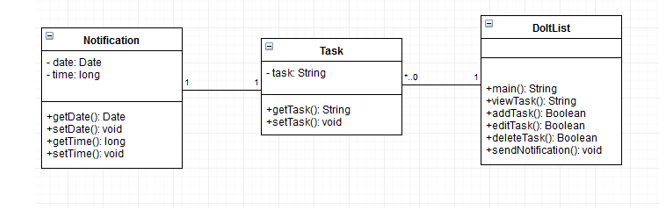 Notification
- date: Date
- time: long
+getDate(): Date
+setDate(): void
+getTime(): long
+setTime(): void
1
1
Task
- task: String
+getTask(): String
+setTask(): void
*..0
1
DoItList
+main(): String
+viewTask(): String
+addTask(): Boolean
+editTask(): Boolean
+deleteTask(): Boolean
+sendNotification(): void